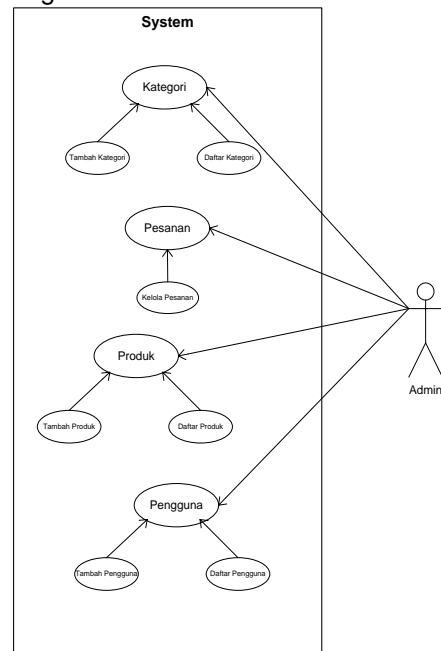 System
Kategori
Tambah Kategori
Daftar Kategori
Pesanan
Kelola Pesanan
Admin
Produk
Tambah Produk
Daftar Produk
Pengguna
Tambah Pengguna
Daftar Pengguna